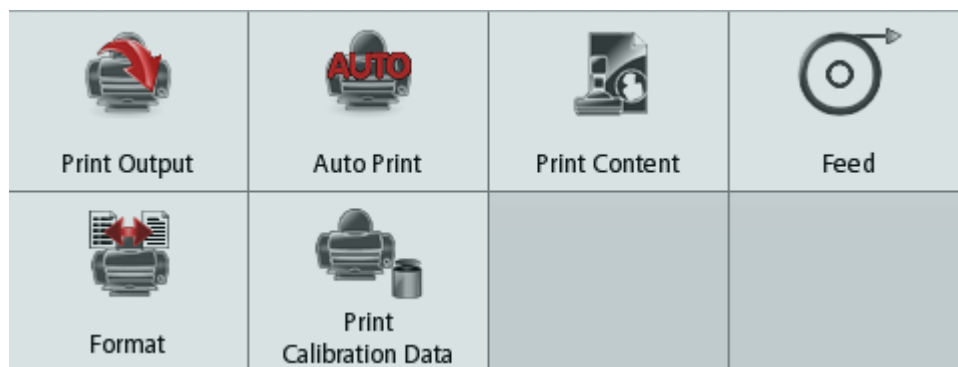 AUTO
Print Output
Auto Print
Print Content
Feed
Format
Print
Calibration Data